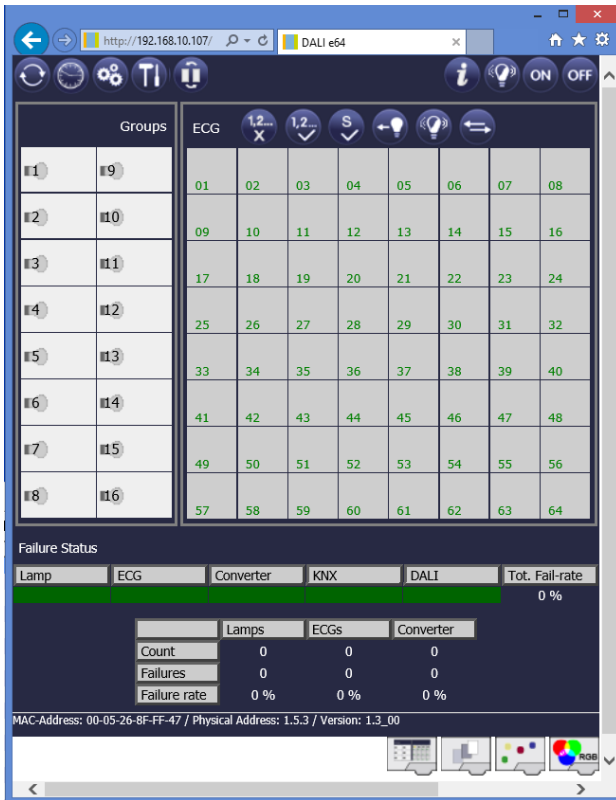 http://192.168.10.107/ DALI e64
i ON OFF
Groups
1 9
2 10
3 11
4 12
5 13
6 14
7 15
8 16
ECG 1,2... X 1,2... S
01 02 03 04 05 06 07 08
09 10 11 12 13 14 15 16
17 18 19 20 21 22 23 24
25 26 27 28 29 30 31 32
33 34 35 36 37 38 39 40
41 42 43 44 45 46 47 48
49 50 51 52 53 54 55 56
57 58 59 60 61 62 63 64
Failure Status
Lamp ECG Converter KNX DALI Tot. Fail-rate
0 %
Lamps ECGs Converter
Count 0 0 0
Failures 0 0 0
Failure rate 0 % 0 % 0 %
MAC-Address: 00-05-26-8F-FF-47 / Physical Address: 1.5.3 / Version: 1.3_00
RGB